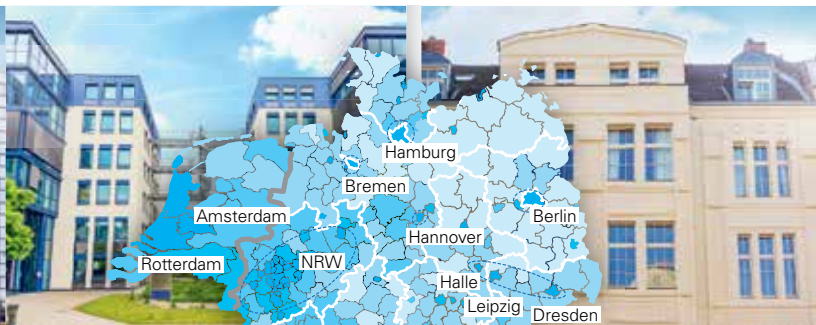 Hamburg
Bremen
Amsterdam
Berlin
Hannover
Rotterdam
NRW
Halle
Leipzig
Dresden